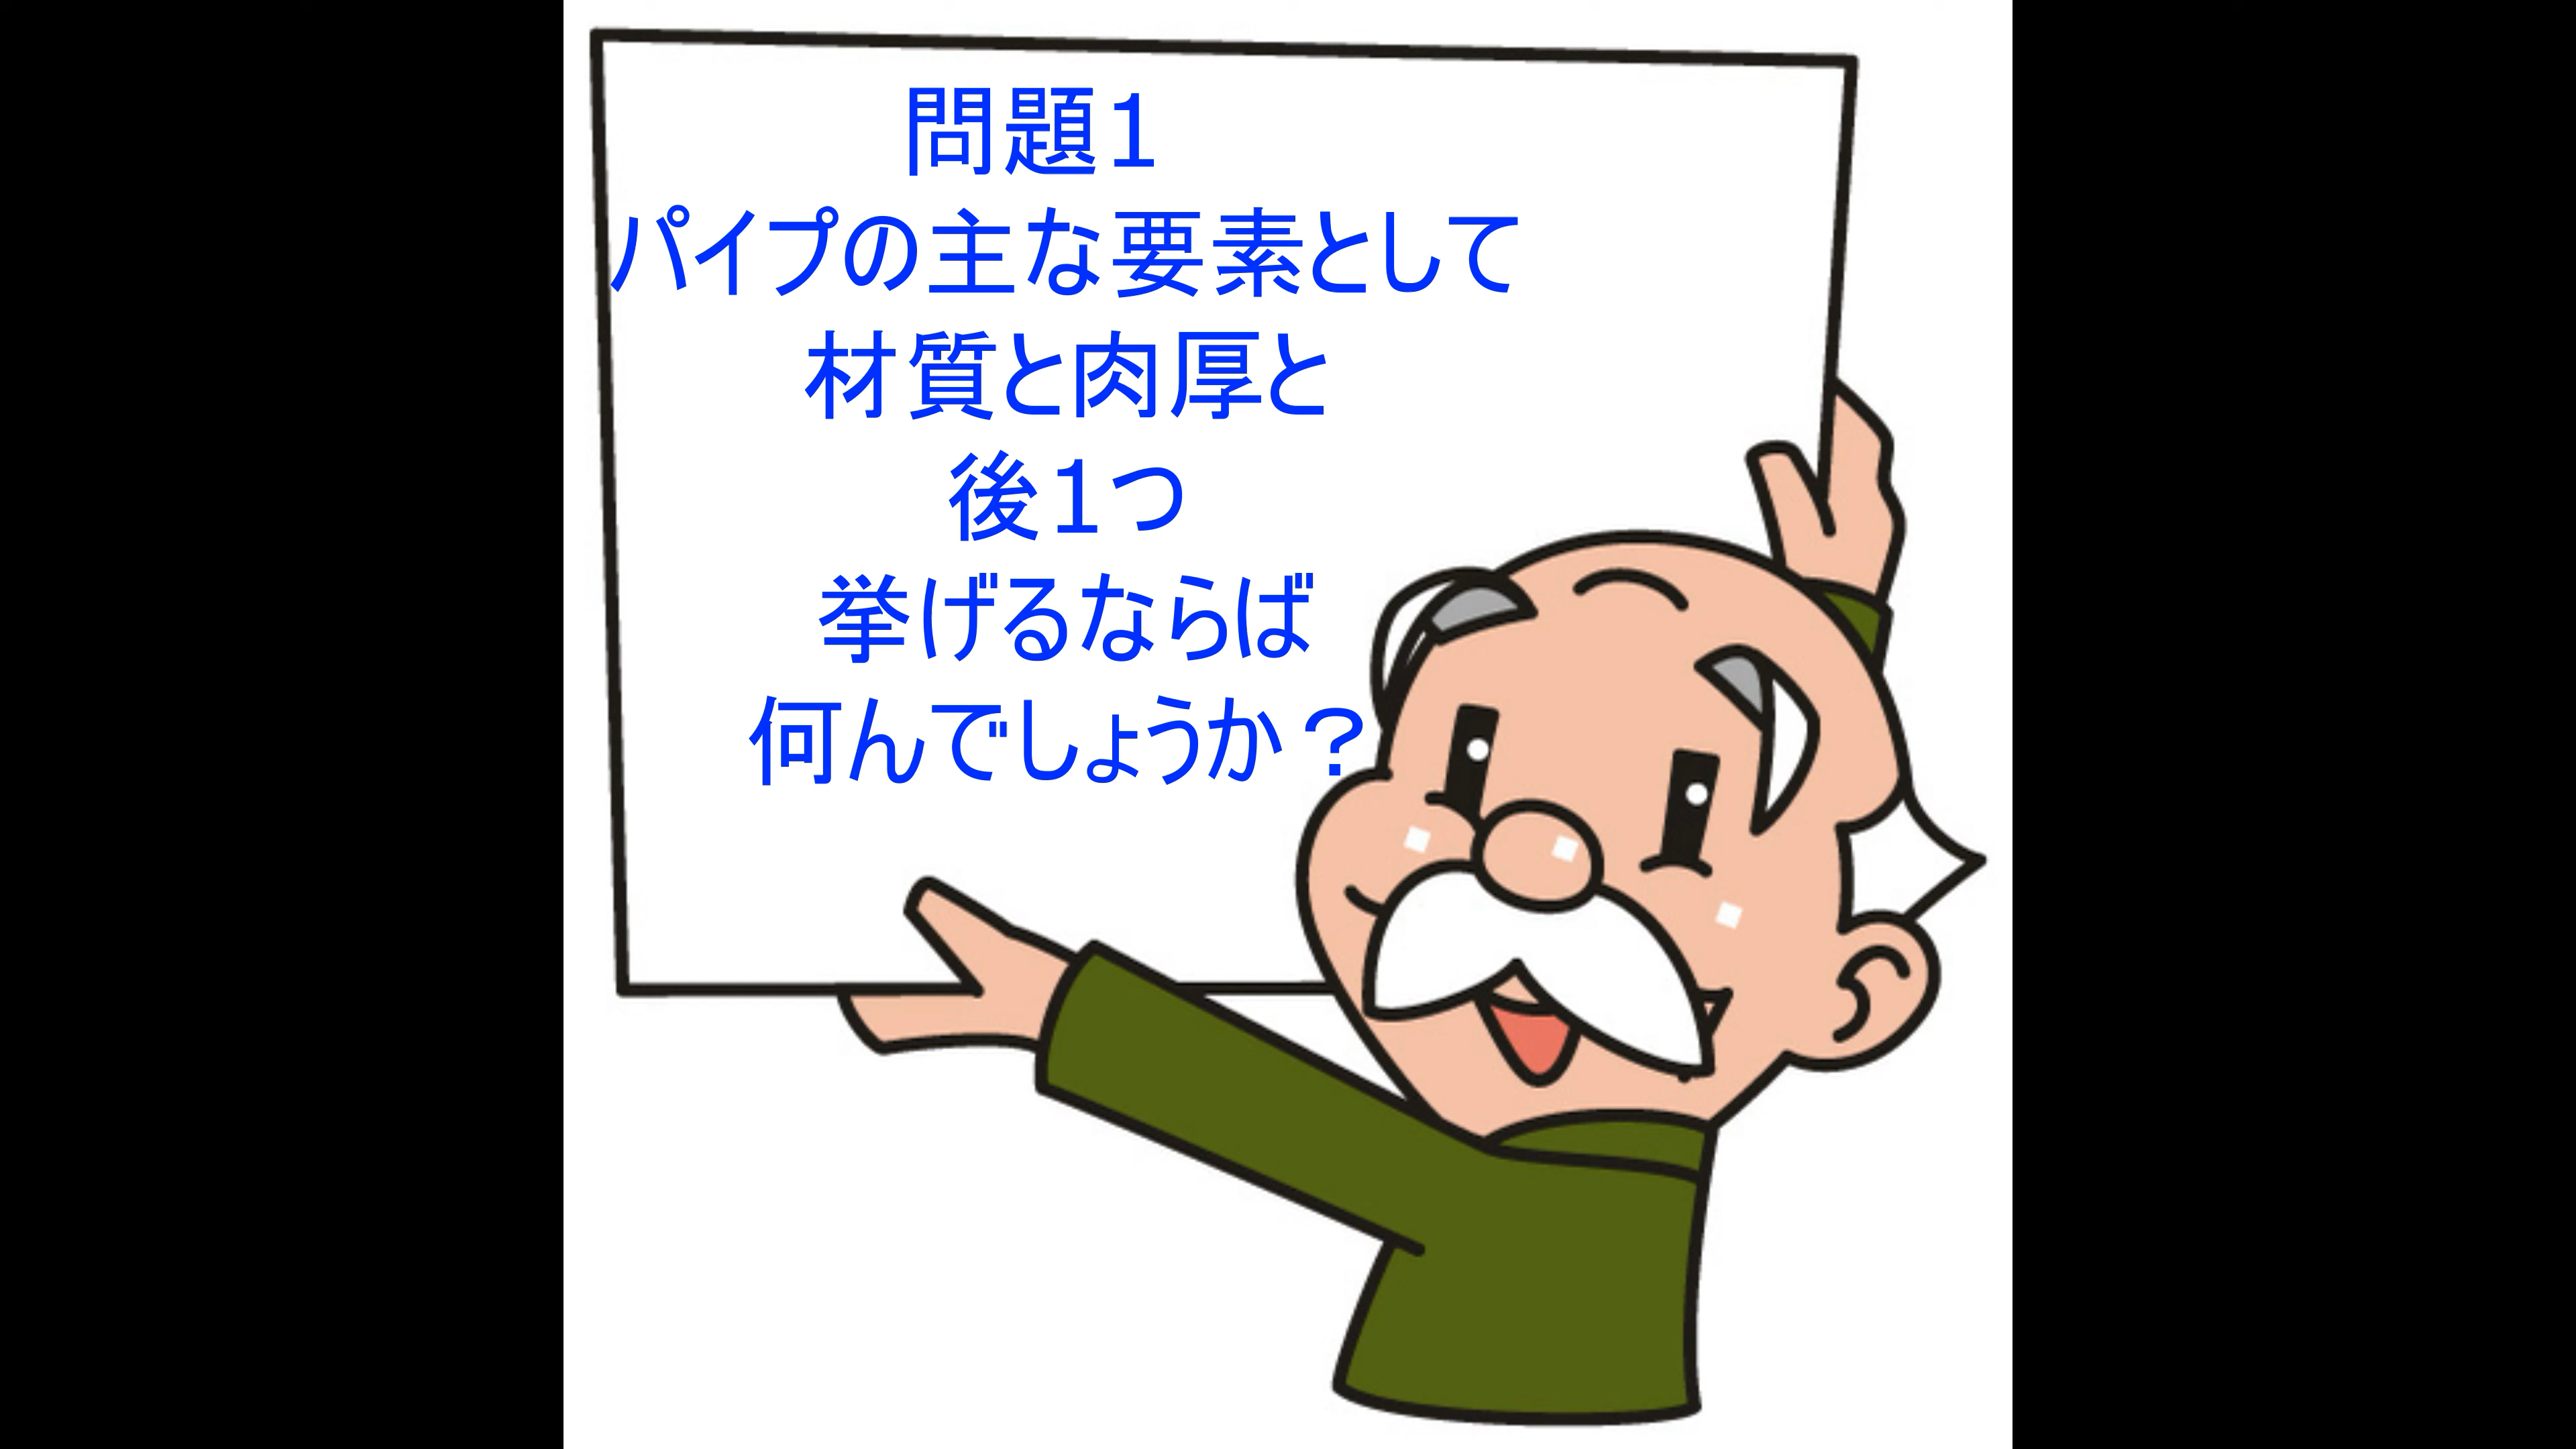 問題1
パイプの主な要素として
材質と肉厚と
後1つ
挙げるならば
何んでしょうか？